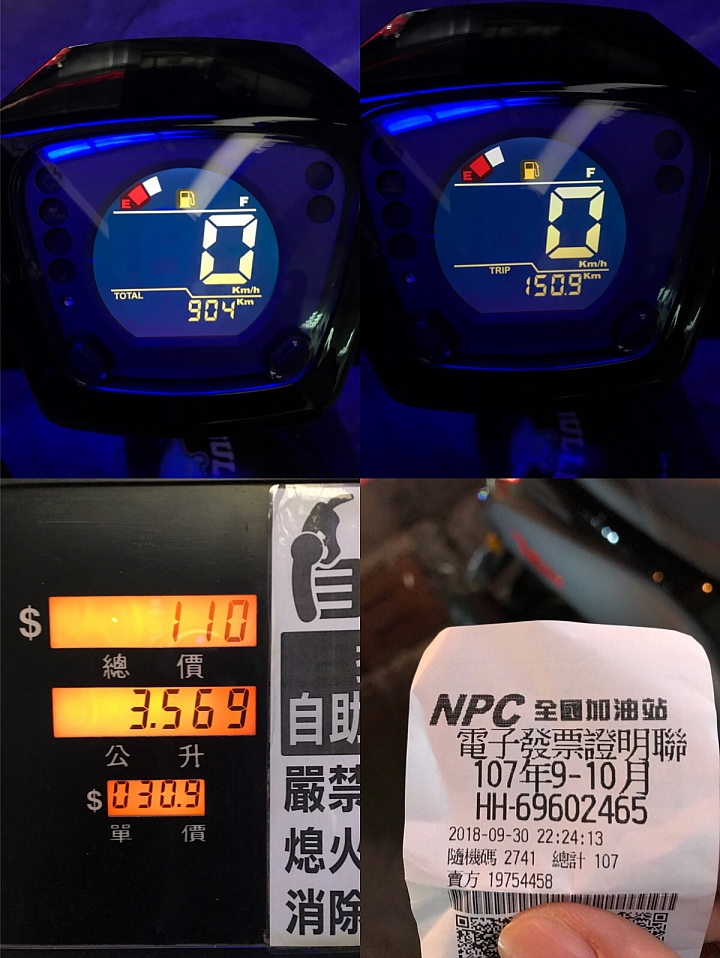 E F
0
Km/h
TOTAL
904 Km
E F
0
Km/h
TRIP
150.9 Km
$ 110
總 價
3.569
公 升
$ 030.9
單 價
自助
嚴禁
熄火
消除
NPC 全國加油站
電子發票證明聯
107年9-10月
HH-69602465
2018-09-30 22:24:13
隨機碼 2741 總計 107
賣方 19754458